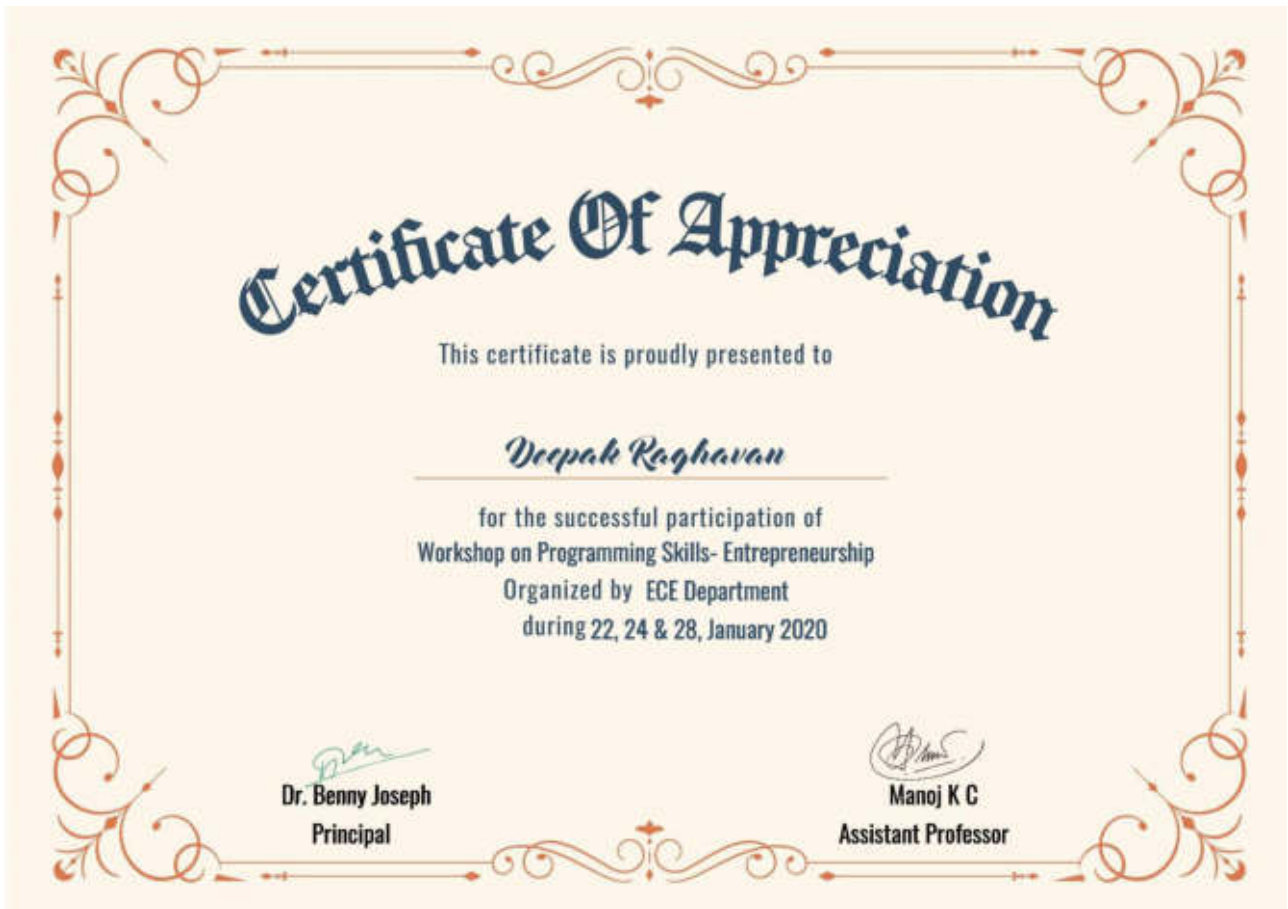 Certificate Of Appreciation
This certificate is proudly presented to
Deepak Raghavan
for the successful participation of
Workshop on Programming Skills- Entrepreneurship
Organized by ECE Department
during 22, 24 & 28, January 2020
Dr. Benny Joseph
Principal
Manoj K C
Assistant Professor